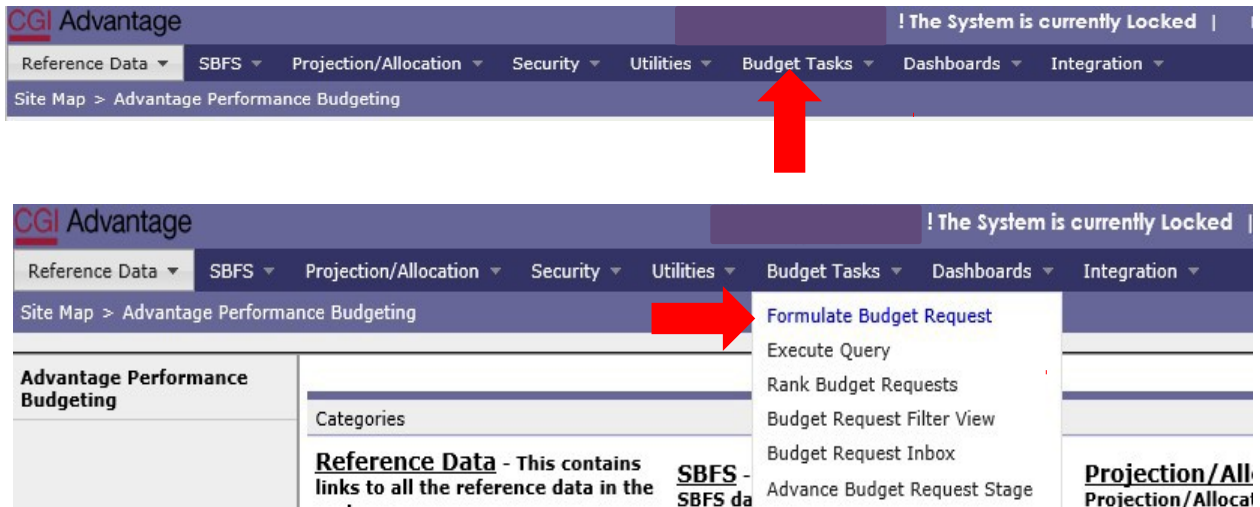 CGI Advantage
! The System is currently Locked |
Reference Data SBFS Projection/Allocation Security Utilities Budget Tasks Dashboards Integration
Site Map > Advantage Performance Budgeting
CGI Advantage
! The System is currently Locked |
Reference Data SBFS Projection/Allocation Security Utilities Budget Tasks Dashboards Integration
Site Map > Advantage Performance Budgeting
Formulate Budget Request
Execute Query
Rank Budget Requests
Budget Request Filter View
Budget Request Inbox
Advance Budget Request Stage
Advantage Performance
Budgeting
Categories
Reference Data - This contains
links to all the reference data in the
SBFS -
SBFS da
Projection/All
Projection/Allocat